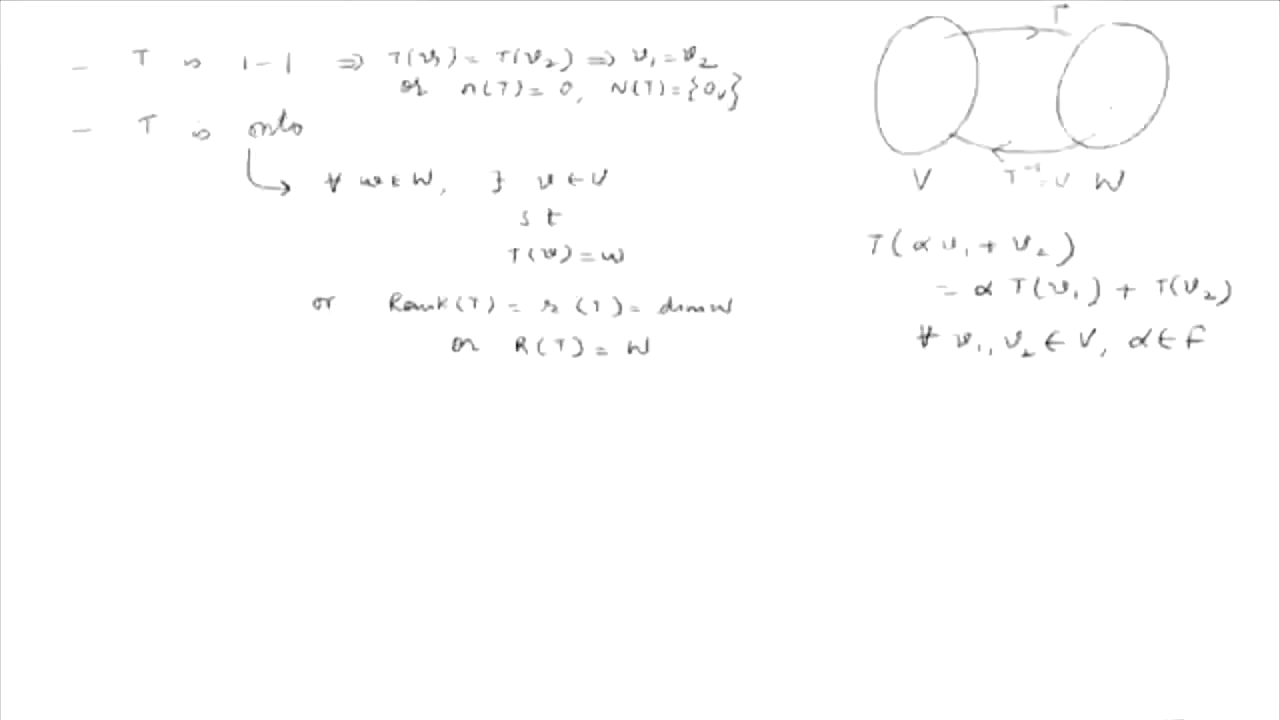 - T is 1-1 ⇒ T(v₁) = T(v₂) ⇒ v₁ = v₂
or n(T) = 0, N(T) = {0ᵥ}
- T is onto
∀ w ∈ W, ∃ v ∈ V
s t
T(v) = w
or Rank(T) = r(T) = dim W
or R(T) = W
T
V W
T(α v₁ + v₂)
= α T(v₁) + T(v₂)
∀ v₁, v₂ ∈ V, α ∈ F